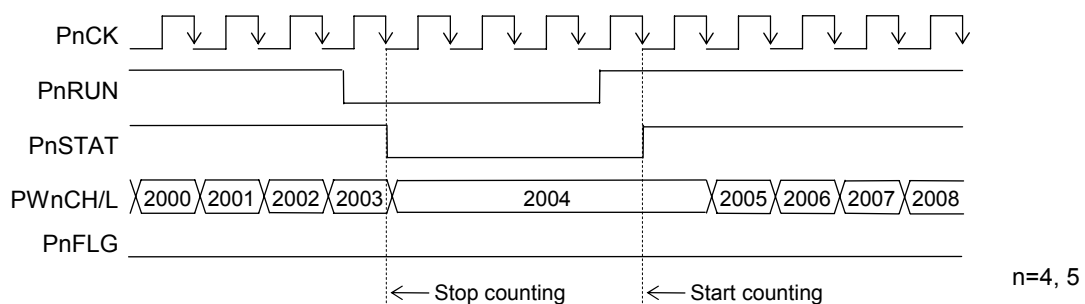 PnCK
PnRUN
PnSTAT
PWnCH/L 2000 2001 2002 2003 2004 2005 2006 2007 2008
PnFLG
n=4, 5
Stop counting Start counting